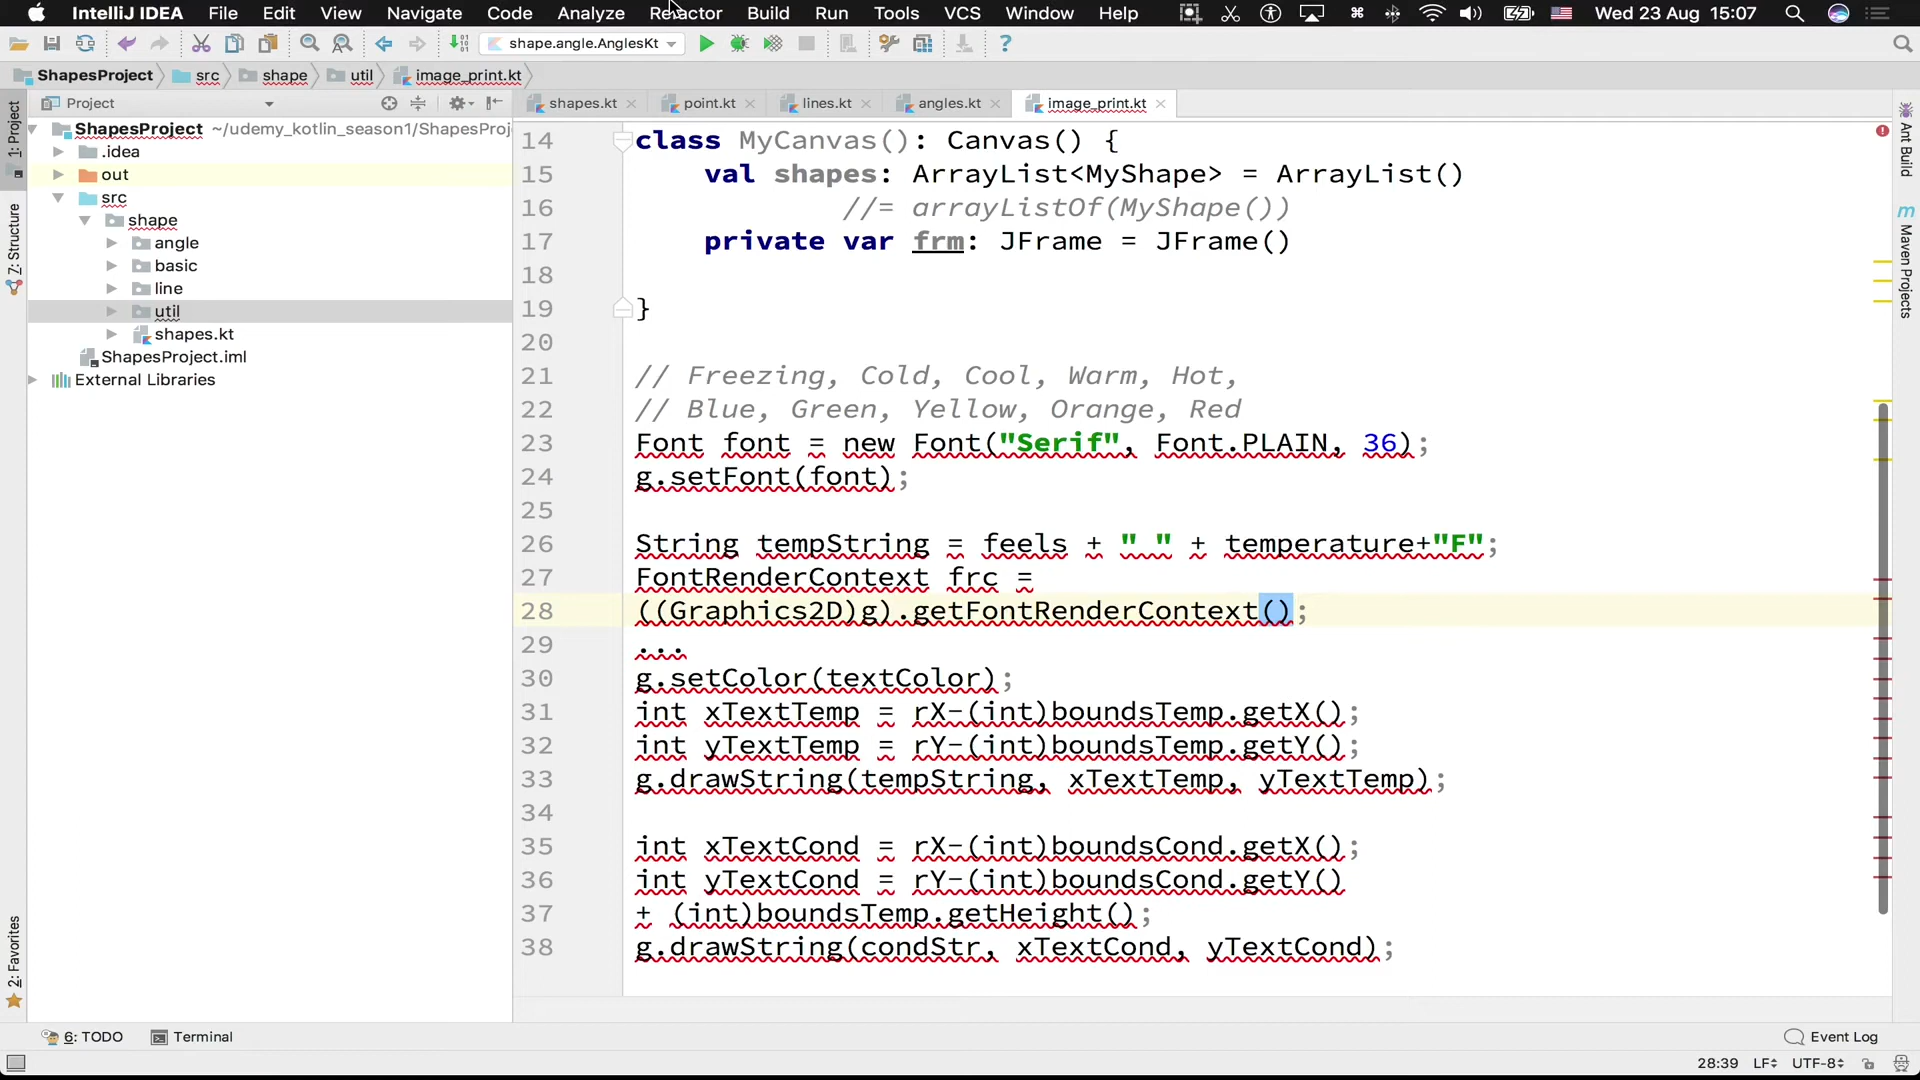 IntelliJ IDEA File Edit View Navigate Code Analyze Refactor Build Run Tools VCS Window Help Wed 23 Aug 15:07
shape.angle.AnglesKt
ShapesProject src shape util image_print.kt
Project
shapes.kt point.kt lines.kt angles.kt image_print.kt
1: Project
Z: Structure
2: Favorites
ShapesProject ~/udemy_kotlin_season1/ShapesProj
.idea
out
src
shape
angle
basic
line
util
shapes.kt
ShapesProject.iml
External Libraries
14 class MyCanvas(): Canvas() {
15 val shapes: ArrayList<MyShape> = ArrayList()
16 //= arrayListOf(MyShape())
17 private var frm: JFrame = JFrame()
18
19 }
20
21 // Freezing, Cold, Cool, Warm, Hot,
22 // Blue, Green, Yellow, Orange, Red
23 Font font = new Font("Serif", Font.PLAIN, 36);
24 g.setFont(font);
25
26 String tempString = feels + " " + temperature+"F";
27 FontRenderContext frc =
28 ((Graphics2D)g).getFontRenderContext();
29 ...
30 g.setColor(textColor);
31 int xTextTemp = rX-(int)boundsTemp.getX();
32 int yTextTemp = rY-(int)boundsTemp.getY();
33 g.drawString(tempString, xTextTemp, yTextTemp);
34
35 int xTextCond = rX-(int)boundsCond.getX();
36 int yTextCond = rY-(int)boundsCond.getY()
37 + (int)boundsTemp.getHeight();
38 g.drawString(condStr, xTextCond, yTextCond);
Ant Build
m Maven Projects
6: TODO Terminal Event Log
28:39 LF UTF-8